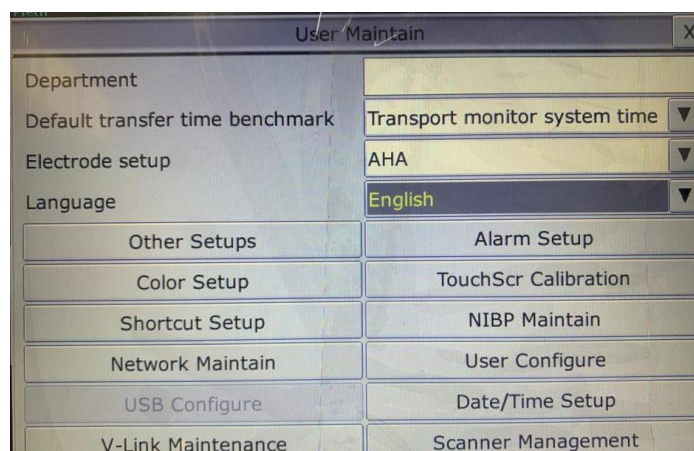 User Maintain X
Department
Default transfer time benchmark Transport monitor system time
Electrode setup AHA
Language English
Other Setups Alarm Setup
Color Setup TouchScr Calibration
Shortcut Setup NIBP Maintain
Network Maintain User Configure
USB Configure Date/Time Setup
V-Link Maintenance Scanner Management